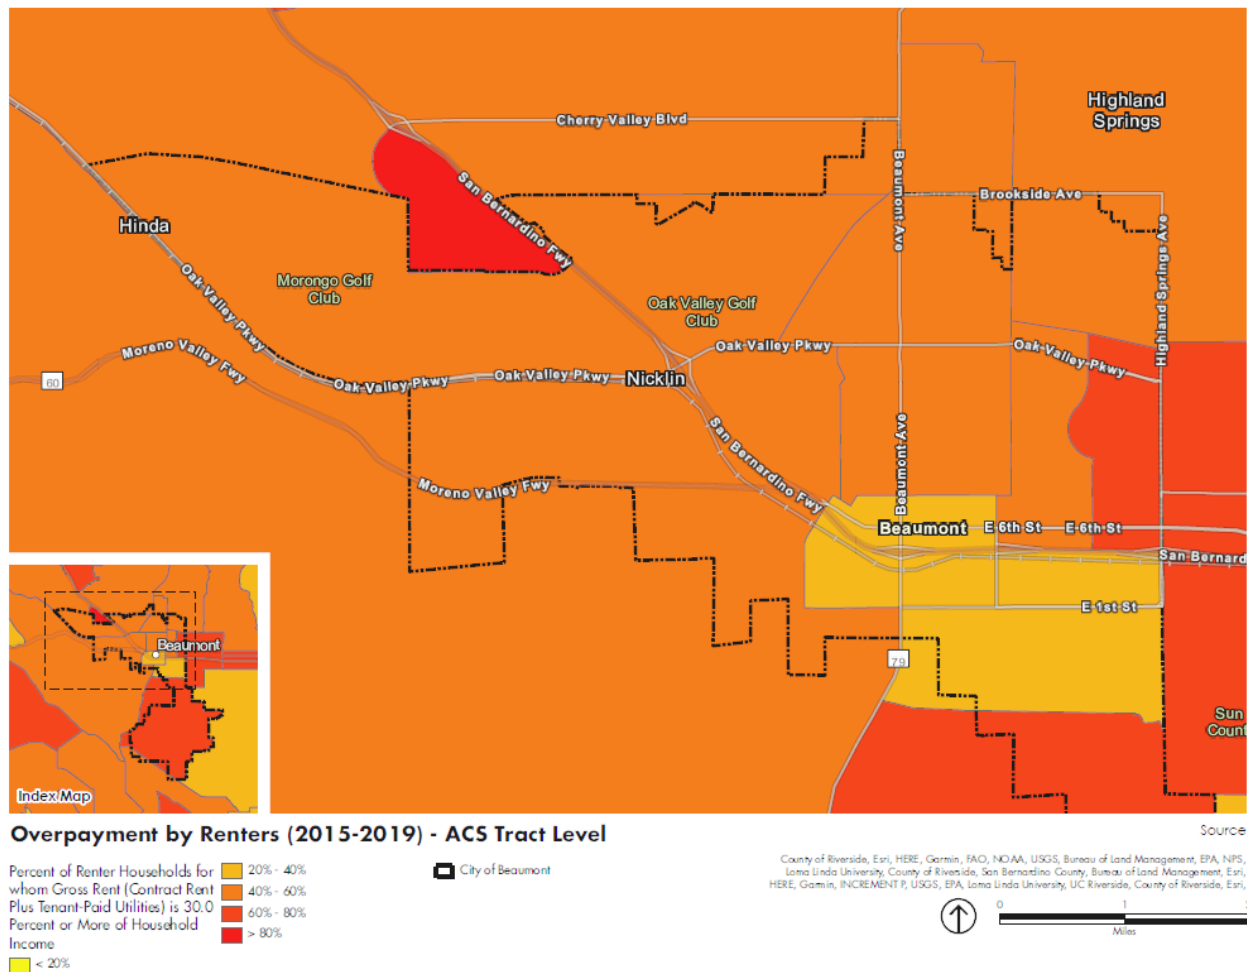 Highland
Springs
Cherry Valley Blvd
Beaumont Ave
Brookside Ave
San Bernardino Fwy
Highland Springs Ave
Hinda
Morongo Golf
Club
Oak Valley Pkwy
Oak Valley Golf
Club
Moreno Valley Fwy
Oak Valley Pkwy
Oak Valley Pkwy
60
Oak Valley Pkwy
Oak Valley Pkwy
Nicklin
Beaumont Ave
San Bernardino Fwy
Moreno Valley Fwy
Beaumont
E 6th St
E 6th St
San Bernard
E 1st St
79
Sun
Count
Beaumont
Index Map
Overpayment by Renters (2015-2019) - ACS Tract Level
Source
Percent of Renter Households for
whom Gross Rent (Contract Rent
Plus Tenant-Paid Utilities) is 30.0
Percent or More of Household
Income
< 20%
20% - 40%
40% - 60%
60% - 80%
> 80%
City of Beaumont
County of Riverside, Esri, HERE, Garmin, FAO, NOAA, USGS, Bureau of Land Management, EPA, NPS,
Loma Linda University, County of Riverside, San Bernardino County, Bureau of Land Management, Esri,
HERE, Garmin, INCREMENT P, USGS, EPA, Loma Linda University, UC Riverside, County of Riverside, Esri,
0
1
Miles